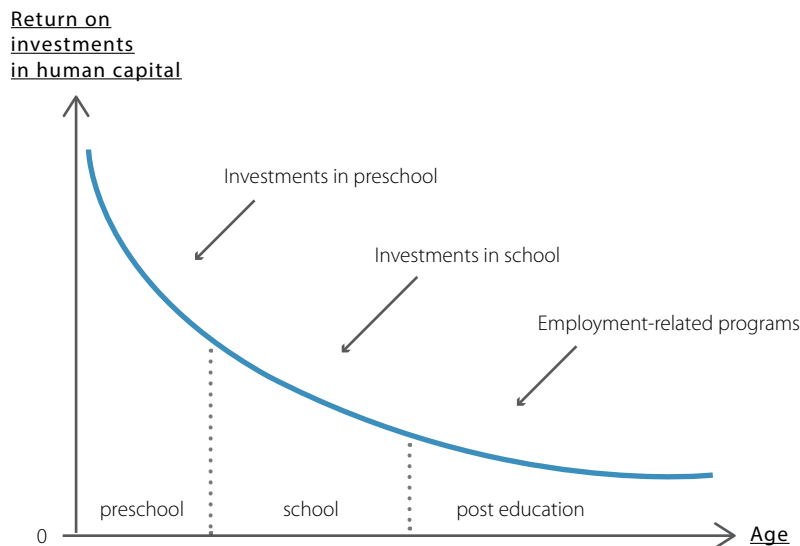 Return on
investments
in human capital
Investments in preschool
Investments in school
Employment-related programs
preschool
school
post education
0
Age